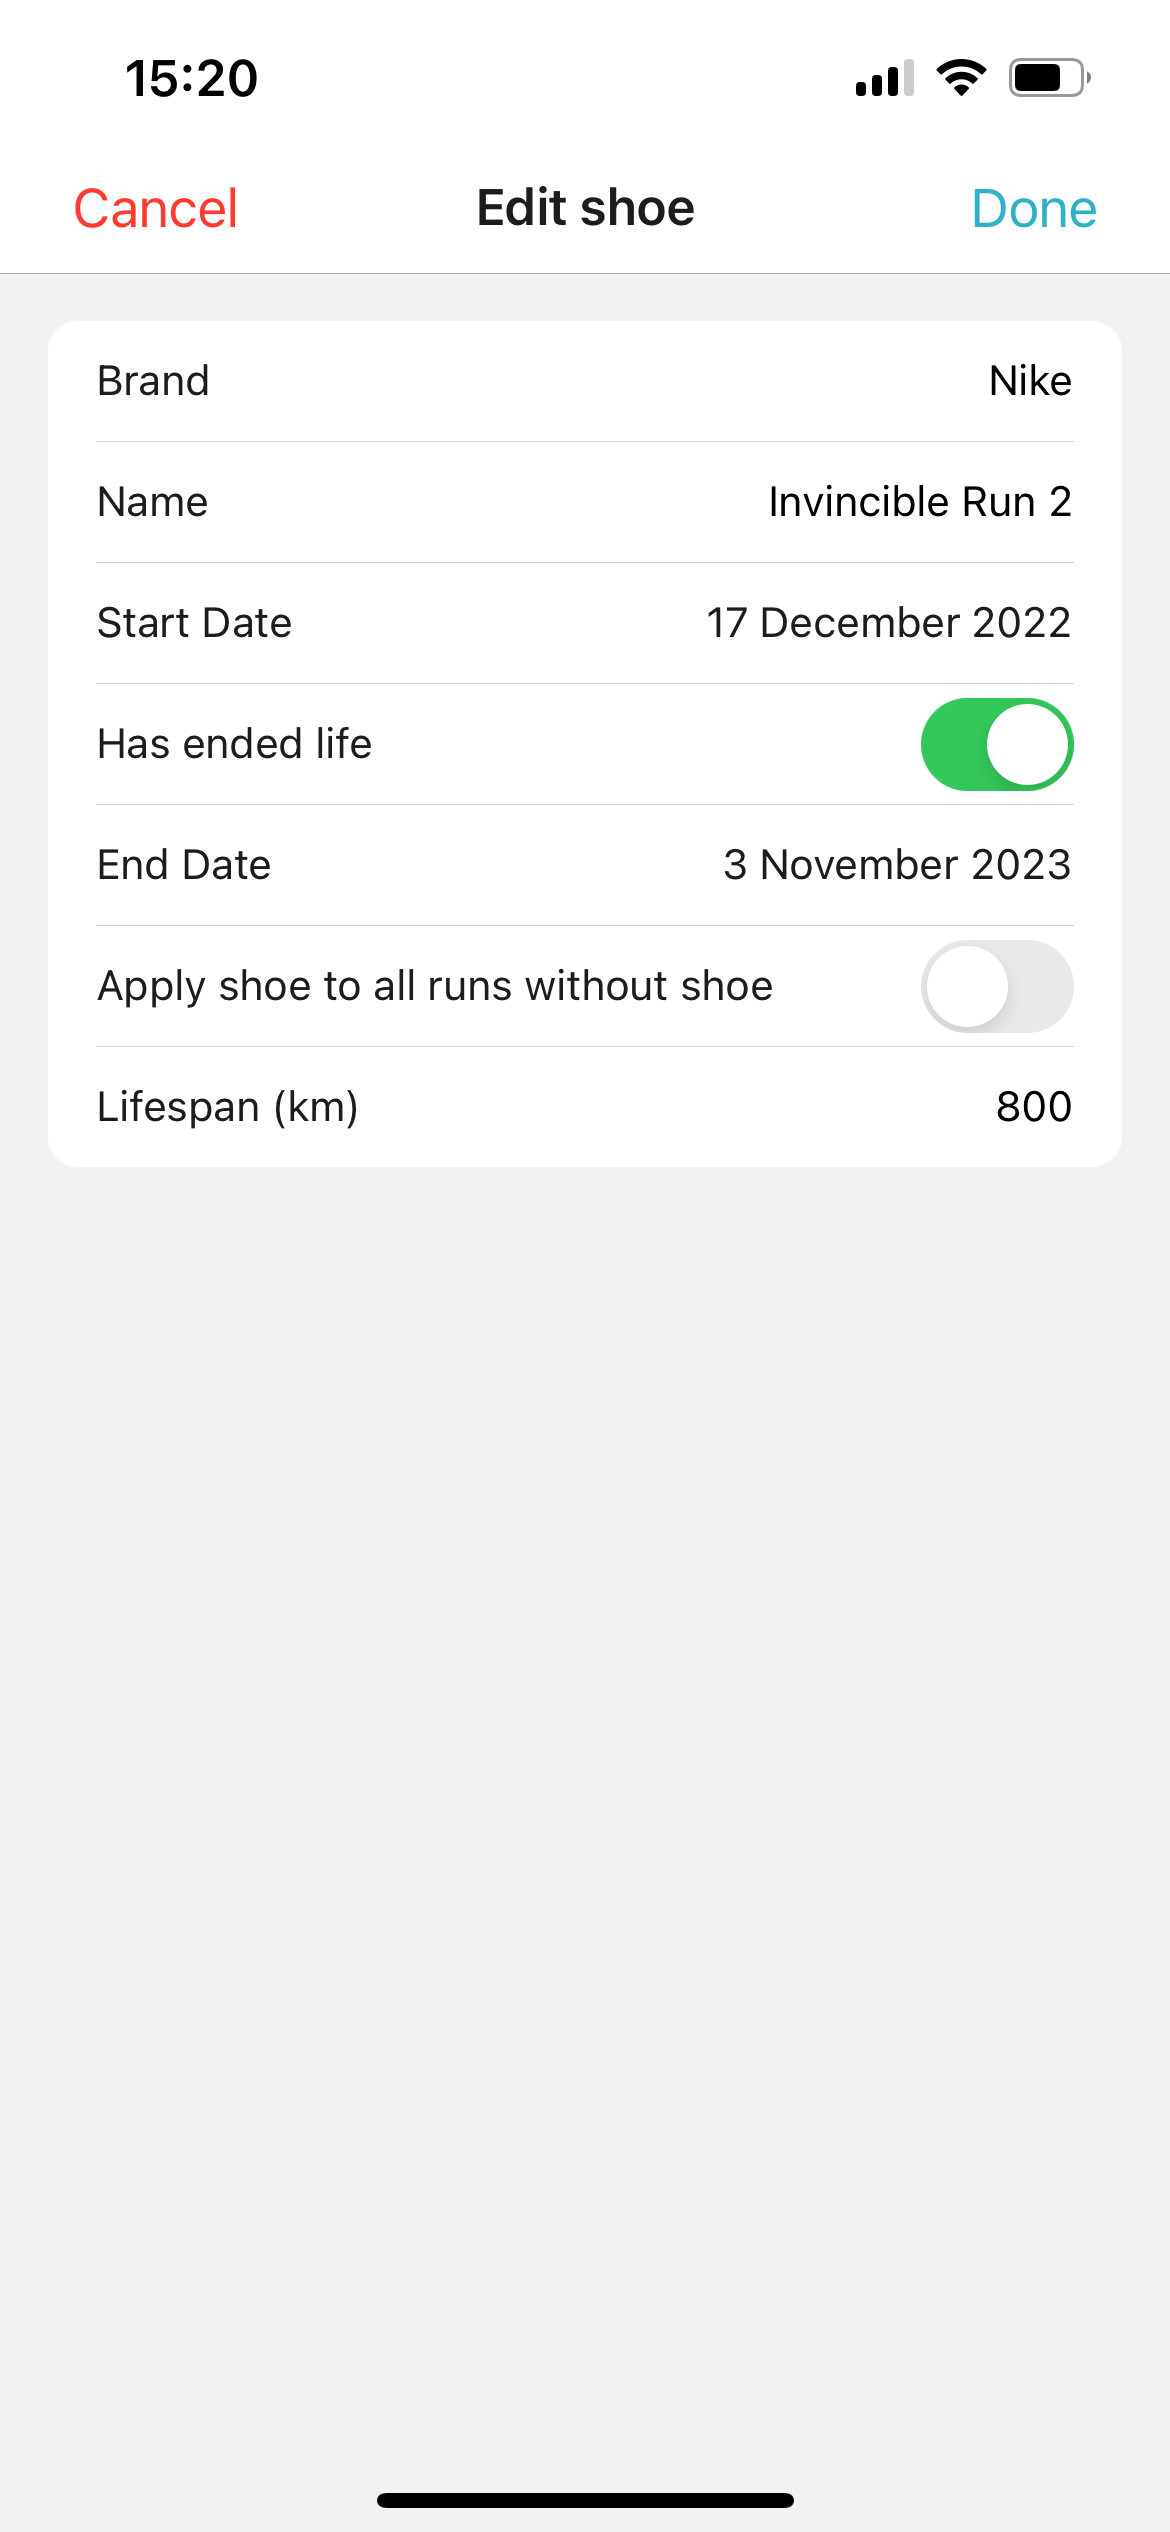 15:20
Cancel Edit shoe Done
Brand Nike
Name Invincible Run 2
Start Date 17 December 2022
Has ended life
End Date 3 November 2023
Apply shoe to all runs without shoe
Lifespan (km) 800